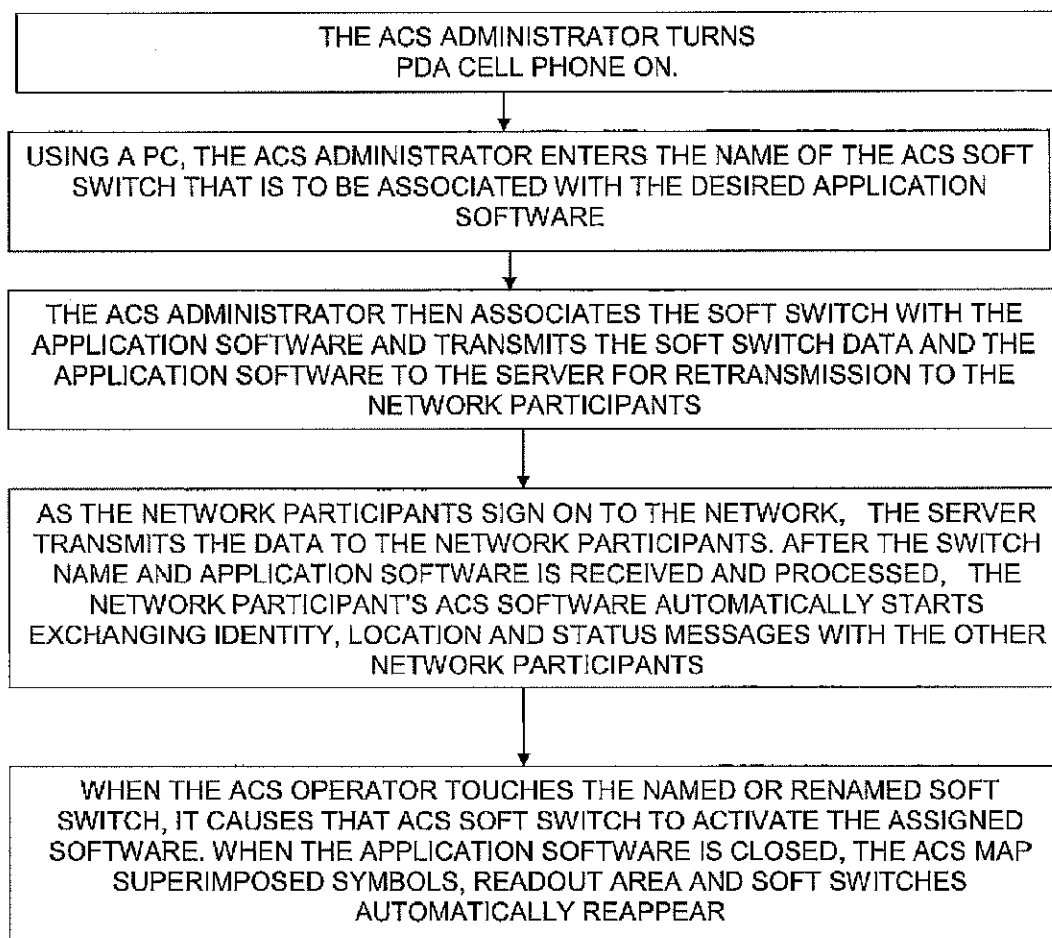 THE ACS ADMINISTRATOR TURNS
PDA CELL PHONE ON.
USING A PC, THE ACS ADMINISTRATOR ENTERS THE NAME OF THE ACS SOFT
SWITCH THAT IS TO BE ASSOCIATED WITH THE DESIRED APPLICATION
SOFTWARE
THE ACS ADMINISTRATOR THEN ASSOCIATES THE SOFT SWITCH WITH THE
APPLICATION SOFTWARE AND TRANSMITS THE SOFT SWITCH DATA AND THE
APPLICATION SOFTWARE TO THE SERVER FOR RETRANSMISSION TO THE
NETWORK PARTICIPANTS
AS THE NETWORK PARTICIPANTS SIGN ON TO THE NETWORK, THE SERVER
TRANSMITS THE DATA TO THE NETWORK PARTICIPANTS. AFTER THE SWITCH
NAME AND APPLICATION SOFTWARE IS RECEIVED AND PROCESSED, THE
NETWORK PARTICIPANT'S ACS SOFTWARE AUTOMATICALLY STARTS
EXCHANGING IDENTITY, LOCATION AND STATUS MESSAGES WITH THE OTHER
NETWORK PARTICIPANTS
WHEN THE ACS OPERATOR TOUCHES THE NAMED OR RENAMED SOFT
SWITCH, IT CAUSES THAT ACS SOFT SWITCH TO ACTIVATE THE ASSIGNED
SOFTWARE. WHEN THE APPLICATION SOFTWARE IS CLOSED, THE ACS MAP
SUPERIMPOSED SYMBOLS, READOUT AREA AND SOFT SWITCHES
AUTOMATICALLY REAPPEAR